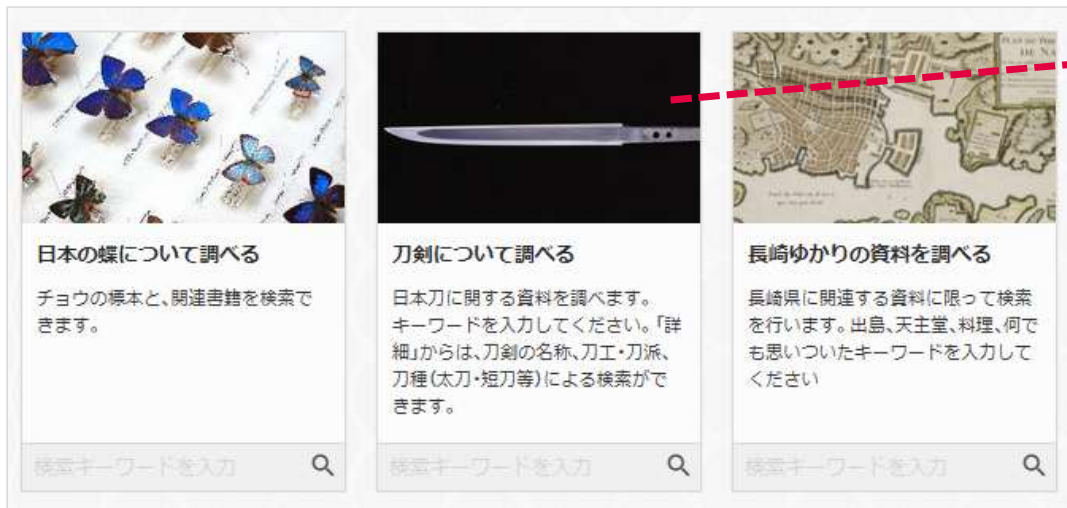 日本の蝶について調べる
チョウの標本と、関連書籍を検索で
きます。
検索キーワードを入力
刀剣について調べる
日本刀に関する資料を調べます。
キーワードを入力してください。「詳
細」からは、刀剣の名称、刀工・刀派、
刀種(太刀・短刀等)による検索がで
きます。
検索キーワードを入力
PLAN DU POR
DE NA
長崎ゆかりの資料を調べる
長崎県に関連する資料に限って検索
を行います。出島、天主堂、料理、何で
も思いついたキーワードを入力して
ください
検索キーワードを入力